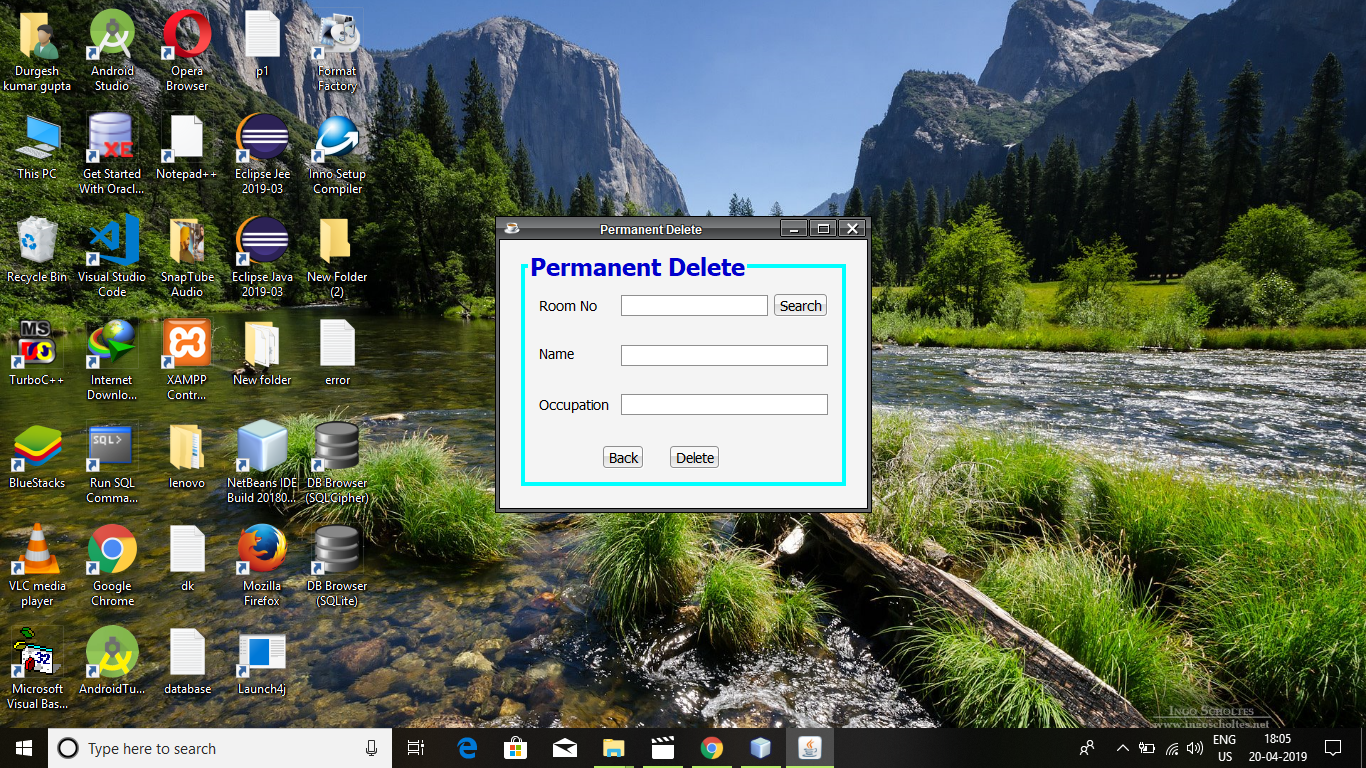 Durgesh
kumar gupta
Android
Studio
Opera
Browser
p1
Format
Factory
This PC
XE
Get Started
With Oracl...
Notepad++
Eclipse Jee
2019-03
Inno Setup
Compiler
Recycle Bin
Visual Studio
Code
SnapTube
Audio
Eclipse Java
2019-03
New Folder
(2)
MS
TurboC++
Internet
Downlo...
XAMPP
Contr...
New folder
error
BlueStacks
SQL>
Run SQL
Comma...
lenovo
NetBeans IDE
Build 20180...
DB Browser
(SQLCipher)
VLC media
player
Google
Chrome
dk
Mozilla
Firefox
DB Browser
(SQLite)
32
Microsoft
Visual Bas...
AndroidTu...
database
Launch4j
Permanent Delete
Permanent Delete
Room No
Search
Name
Occupation
Back
Delete
INGO SCHOLTES
www.ingoscholtes.net
Type here to search
ENG
US
18:05
20-04-2019